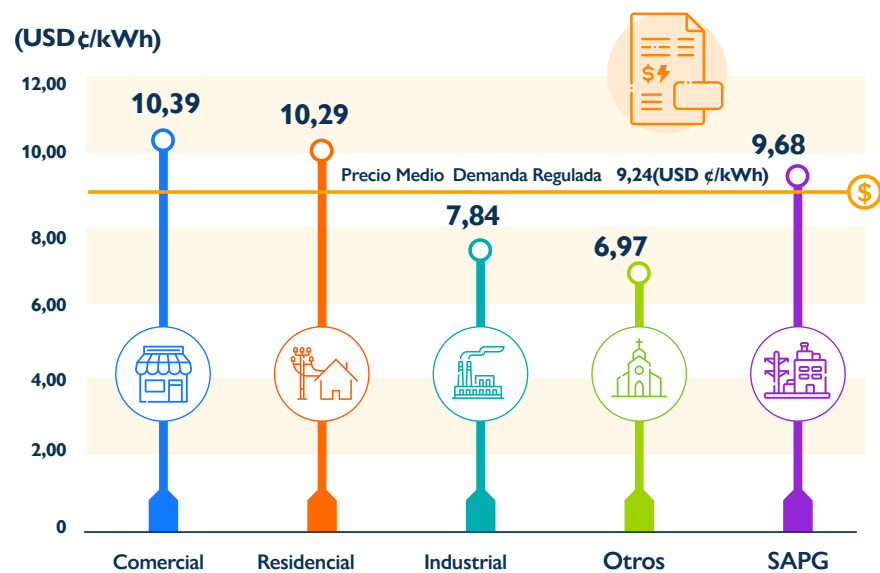 (USD ¢/kWh)
12,00
10,00
8,00
6,00
4,00
2,00
0
10,39
10,29
7,84
6,97
9,68
Precio Medio Demanda Regulada 9,24(USD ¢/kWh)
$
$
Comercial
Residencial
Industrial
Otros
SAPG